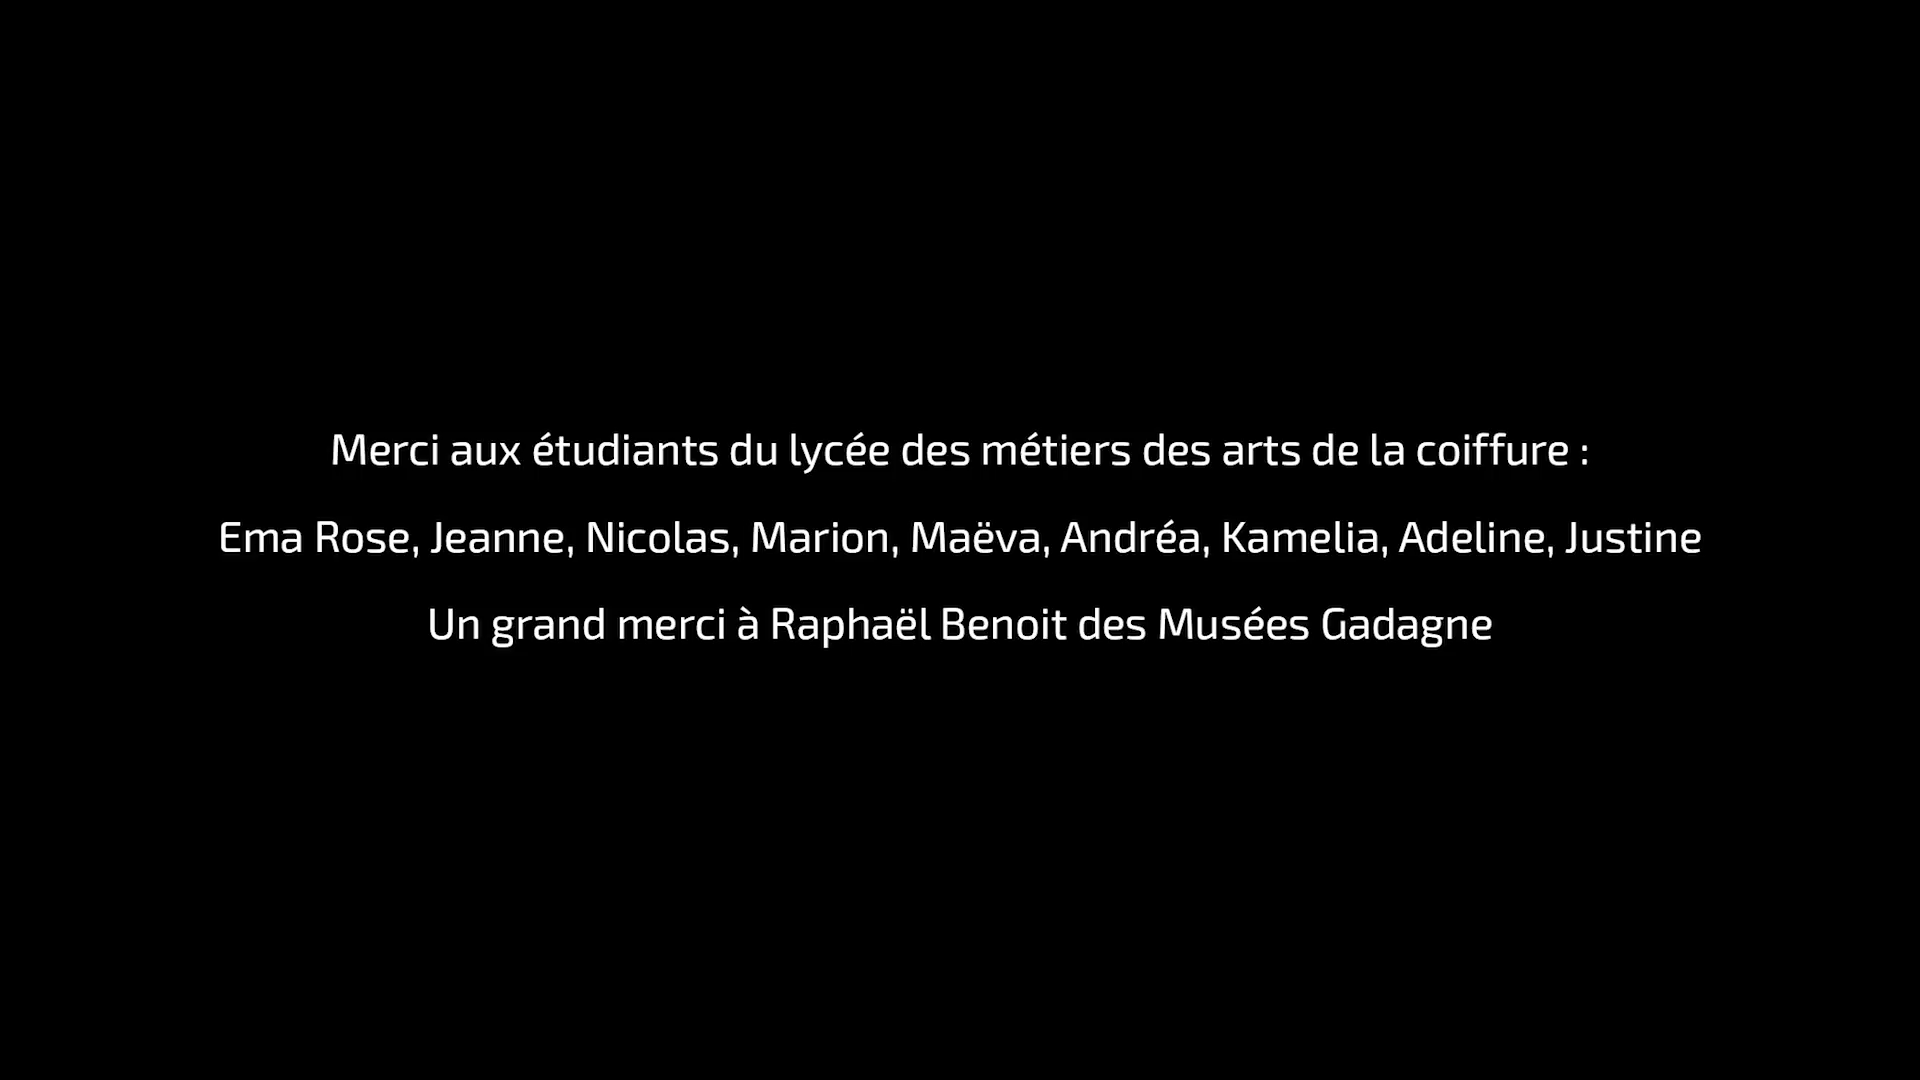 Merci aux étudiants du lycée des métiers des arts de la coiffure :
Ema Rose, Jeanne, Nicolas, Marion, Maëva, Andréa, Kamelia, Adeline, Justine
Un grand merci à Raphaël Benoit des Musées Gadagne